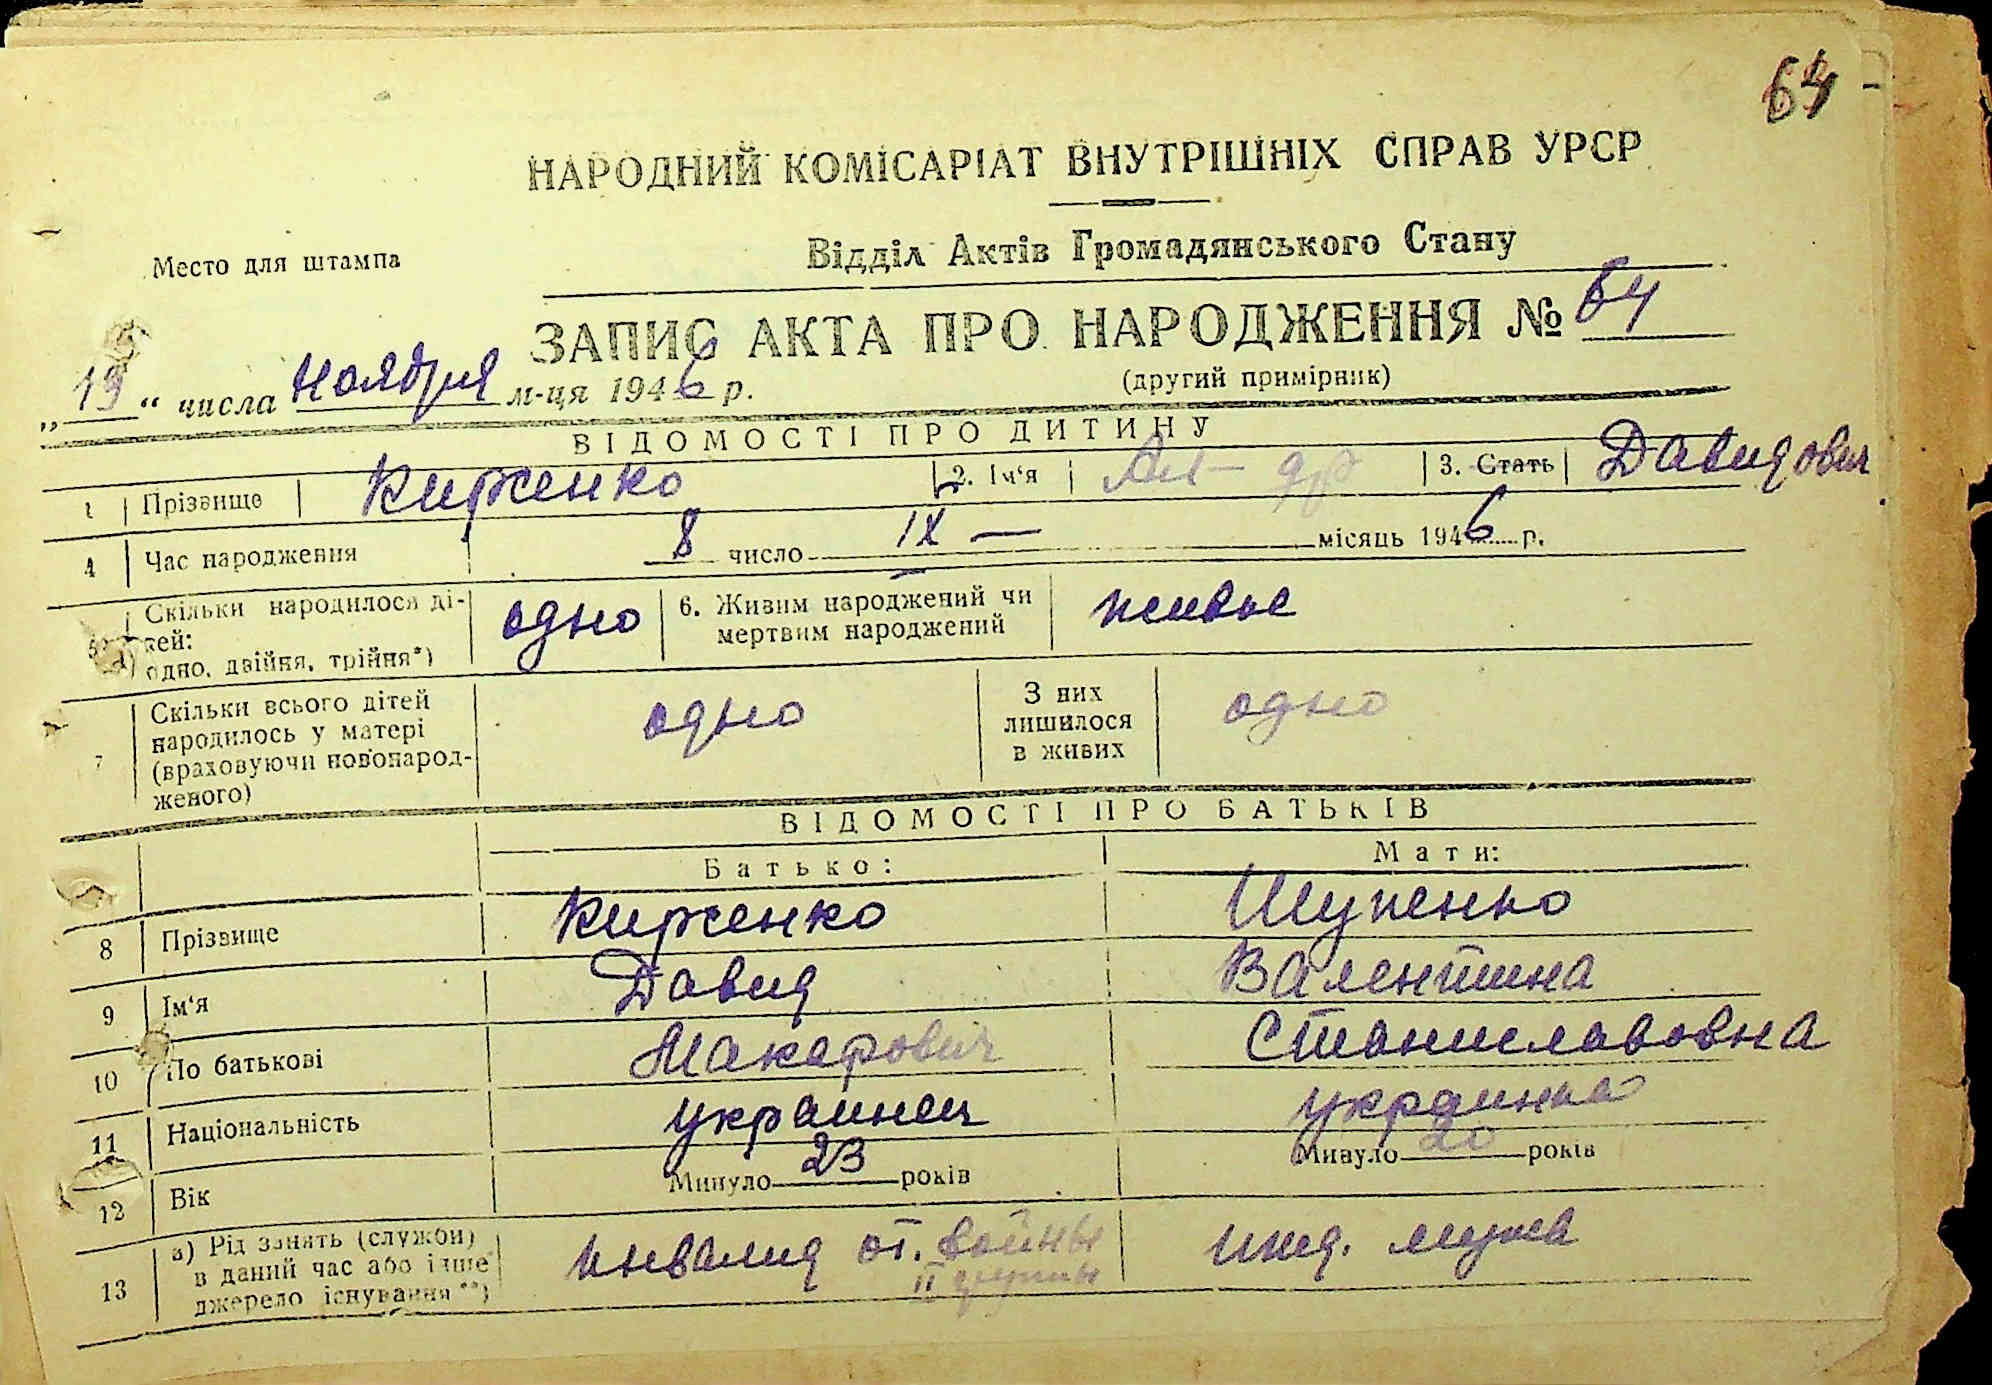 64
НАРОДНИЙ КОМІСАРІАТ ВНУТРІШНІХ СПРАВ УРСР
Відділ Актів Громадянського Стану
Место для штампа
ЗАПИС АКТА ПРО НАРОДЖЕННЯ № 64
(другий примірник)
„19“ числа Ноября м-ця 1946 р.
ВІДОМОСТІ ПРО ДИТИНУ
1 Прізвище Кирженко 2. Ім'я 3. Стать Давидович
4 Час народження 8 число IX — місяць 1946 р.
5 Скільки народилося дітей: одно, двійня, трійня*) одно 6. Живим народжений чи мертвим народжений живые
7 Скільки всього дітей народилось у матері (враховуючи новонародженого) одно З них лишилося в живих одно
ВІДОМОСТІ ПРО БАТЬКІВ
Батько: Мати:
8 Прізвище Кирженко
9 Ім'я Давид Валентина
10 По батькові Макарович Станиславовна
11 Національність украинец украинка
12 Вік Минуло 23 років Минуло 20 років
13 а) Рід занять (служби) в даний час або інше джерело існування**) инвалид от. войны II группы ижд. мужа